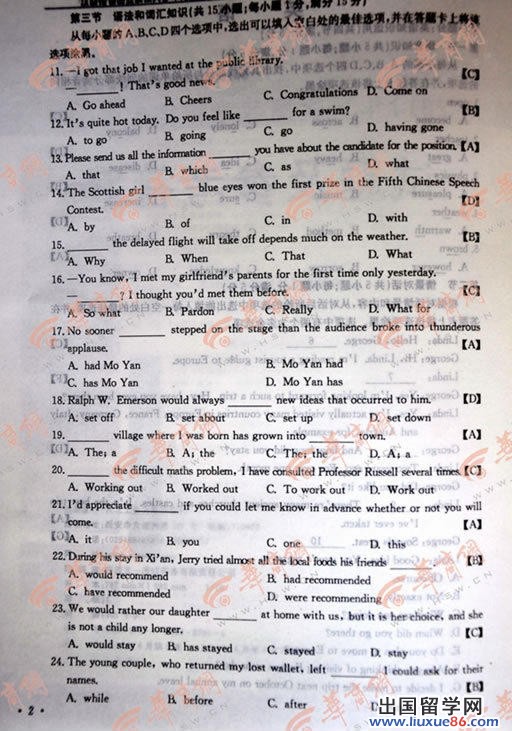 第三节 语法和词汇知识(共15小题;每小题1分,满分15分)
从每小题的A、B、C、D四个选项中,选出可以填入空白处的最佳选项,并在答题卡上将该
选项涂黑。
11. —I got that job I wanted at the public library.
—________! That's good news. 【C】
A. Go ahead B. Cheers C. Congratulations D. Come on
12. It's quite hot today. Do you feel like ________ for a swim? 【B】
A. to go B. going C. go D. having gone
13. Please send us all the information ________ you have about the candidate for the position. 【A】
A. that B. which C. as D. what
14. The Scottish girl ________ blue eyes won the first prize in the Fifth Chinese Speech
Contest. 【D】
A. by B. of C. in D. with
15. ________ the delayed flight will take off depends much on the weather. 【B】
A. Why B. When C. That D. What
16. —You know, I met my girlfriend's parents for the first time only yesterday.
—________? I thought you'd met them before. 【C】
A. So what B. Pardon C. Really D. What for
17. No sooner ________ stepped on the stage than the audience broke into thunderous
applause. 【A】
A. had Mo Yan B. Mo Yan had
C. has Mo Yan D. Mo Yan has
18. Ralph W. Emerson would always ________ new ideas that occurred to him. 【D】
A. set off B. set about C. set up D. set down
19. ________ village where I was born has grown into ________ town. 【A】
A. The; a B. A; the C. The; the D. A; a
20. ________ the difficult maths problem, I have consulted Professor Russell several times. 【C】
A. Working out B. Worked out C. To work out D. Work out
21. I'd appreciate ________ if you could let me know in advance whether or not you will
come. 【A】
A. it B. you C. one D. this
22. During his stay in Xi'an, Jerry tried almost all the local foods his friends ________. 【B】
A. would recommend B. had recommended
C. have recommended D. were recommending
23. We would rather our daughter ________ at home with us, but it is her choice, and she
is not a child any longer. 【C】
A. would stay B. has stayed C. stayed D. stay
24. The young couple, who returned my lost wallet, left ________ I could ask for their
names. 【B】
A. while B. before C. after D.
· 2 ·
出国留学网
www.liuxue86.com